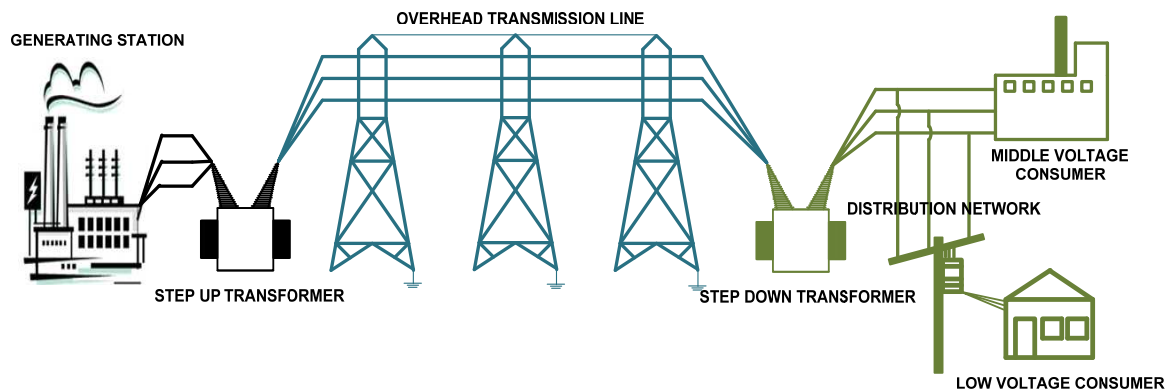 OVERHEAD TRANSMISSION LINE
GENERATING STATION
MIDDLE VOLTAGE
CONSUMER
DISTRIBUTION NETWORK
STEP UP TRANSFORMER
STEP DOWN TRANSFORMER
LOW VOLTAGE CONSUMER